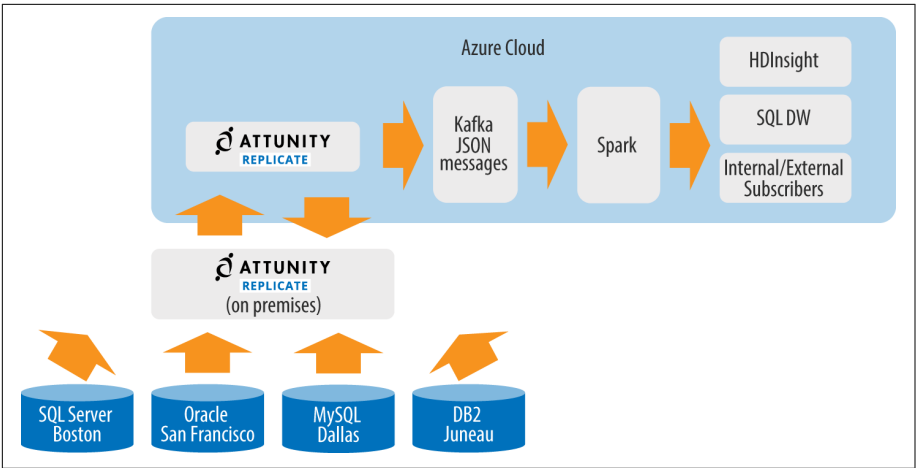 Azure Cloud
ATTUNITY
REPLICATE
Kafka
JSON
messages
Spark
HDInsight
SQL DW
Internal/External
Subscribers
ATTUNITY
REPLICATE
(on premises)
SQL Server
Boston
Oracle
San Francisco
MySQL
Dallas
DB2
Juneau